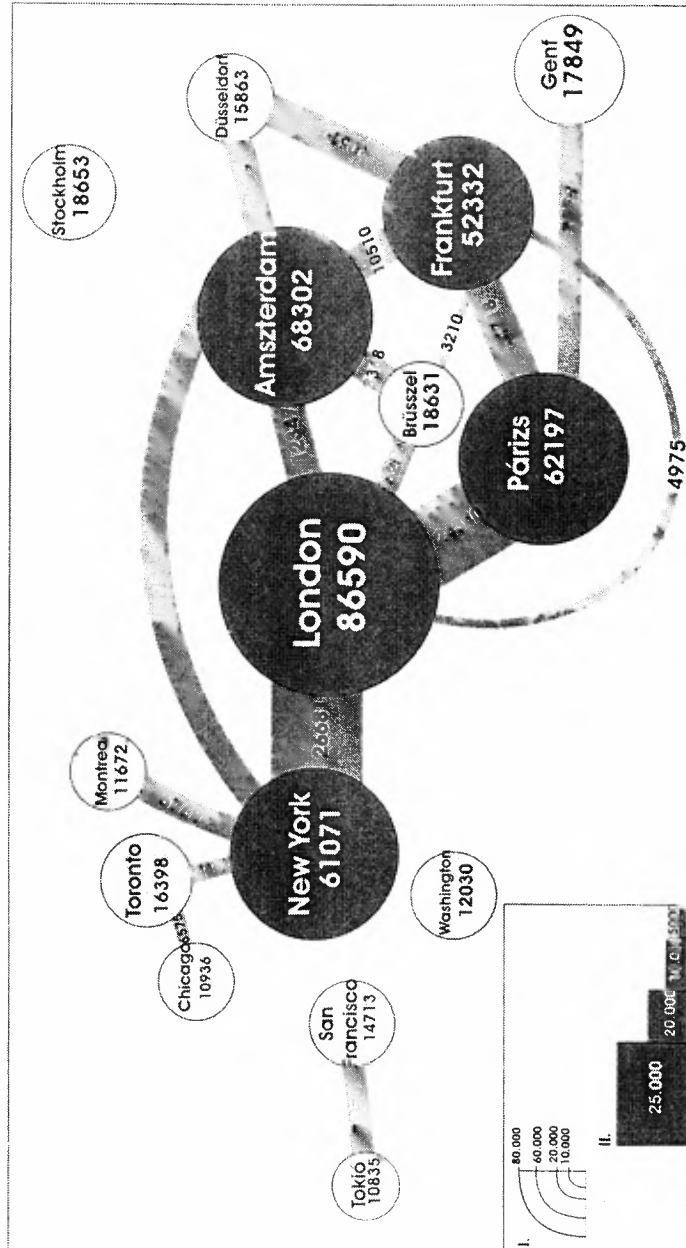 Stockholm
18653
Düsseldorf
15863
Genf
17849
Amszterdam
68302
10510
Frankfurt
52332
3210
Brüsszel
18631
Párizs
62197
4975
London
86590
Montreal
11672
Toronto
16398
6575
Chicago
10936
New York
61071
Washington
12030
San
Francisco
14713
Tokió
10835
I.
80.000
60.000
20.000
10.000
II.
25.000
20.000